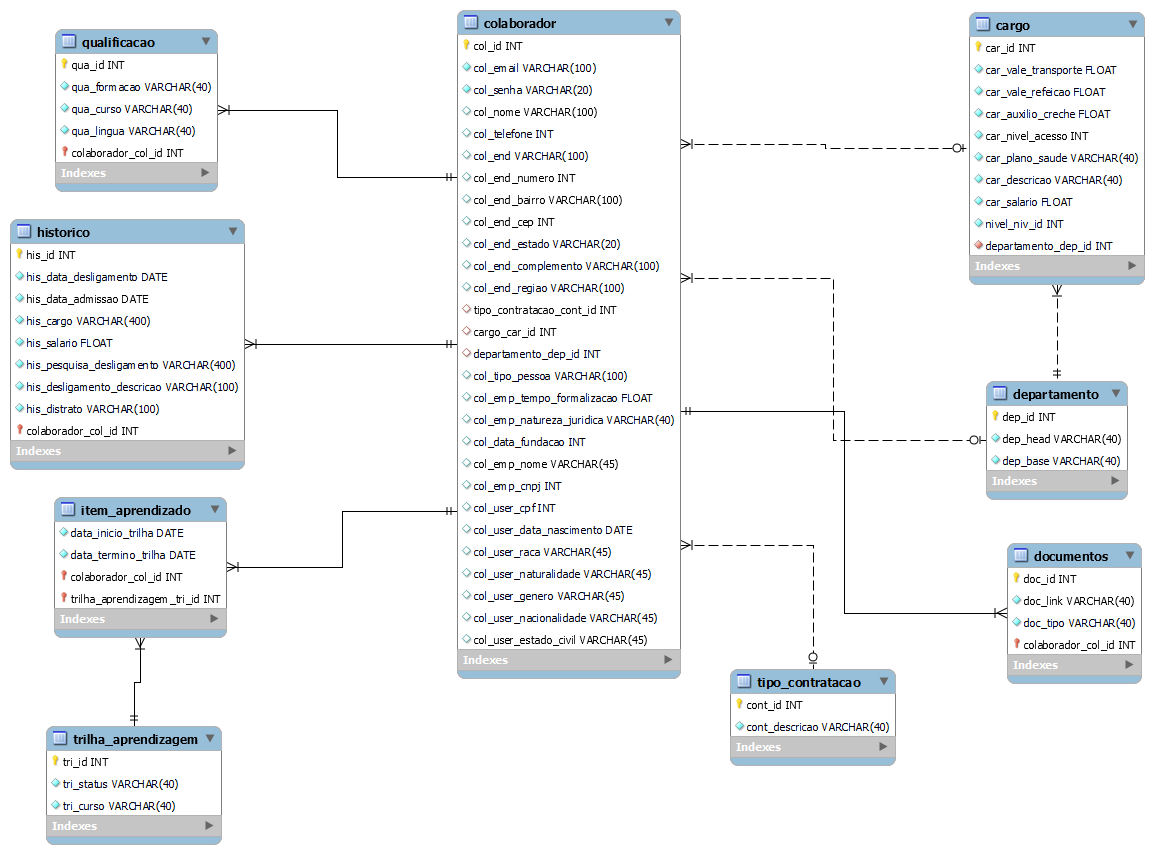 qualificacao
qua_id INT
qua_formacao VARCHAR(40)
qua_curso VARCHAR(40)
qua_lingua VARCHAR(40)
colaborador_col_id INT
Indexes
historico
his_id INT
his_data_desligamento DATE
his_data_admissao DATE
his_cargo VARCHAR(400)
his_salario FLOAT
his_pesquisa_desligamento VARCHAR(400)
his_desligamento_descricao VARCHAR(100)
his_distrato VARCHAR(100)
colaborador_col_id INT
Indexes
item_aprendizado
data_inicio_trilha DATE
data_termino_trilha DATE
colaborador_col_id INT
trilha_aprendizagem_tri_id INT
Indexes
trilha_aprendizagem
tri_id INT
tri_status VARCHAR(40)
tri_curso VARCHAR(40)
Indexes
colaborador
col_id INT
col_email VARCHAR(100)
col_senha VARCHAR(20)
col_nome VARCHAR(100)
col_telefone INT
col_end VARCHAR(100)
col_end_numero INT
col_end_bairro VARCHAR(100)
col_end_cep INT
col_end_estado VARCHAR(20)
col_end_complemento VARCHAR(100)
col_end_regiao VARCHAR(100)
tipo_contratacao_cont_id INT
cargo_car_id INT
departamento_dep_id INT
col_tipo_pessoa VARCHAR(100)
col_emp_tempo_formalizacao FLOAT
col_emp_natureza_juridica VARCHAR(40)
col_data_fundacao INT
col_emp_nome VARCHAR(45)
col_emp_cnpj INT
col_user_cpf INT
col_user_data_nascimento DATE
col_user_raca VARCHAR(45)
col_user_naturalidade VARCHAR(45)
col_user_genero VARCHAR(45)
col_user_nacionalidade VARCHAR(45)
col_user_estado_civil VARCHAR(45)
Indexes
cargo
car_id INT
car_vale_transporte FLOAT
car_vale_refeicao FLOAT
car_auxilio_creche FLOAT
car_nivel_acesso INT
car_plano_saude VARCHAR(40)
car_descricao VARCHAR(40)
car_salario FLOAT
nivel_niv_id INT
departamento_dep_id INT
Indexes
departamento
dep_id INT
dep_head VARCHAR(40)
dep_base VARCHAR(40)
Indexes
documentos
doc_id INT
doc_link VARCHAR(40)
doc_tipo VARCHAR(40)
colaborador_col_id INT
Indexes
tipo_contratacao
cont_id INT
cont_descricao VARCHAR(40)
Indexes